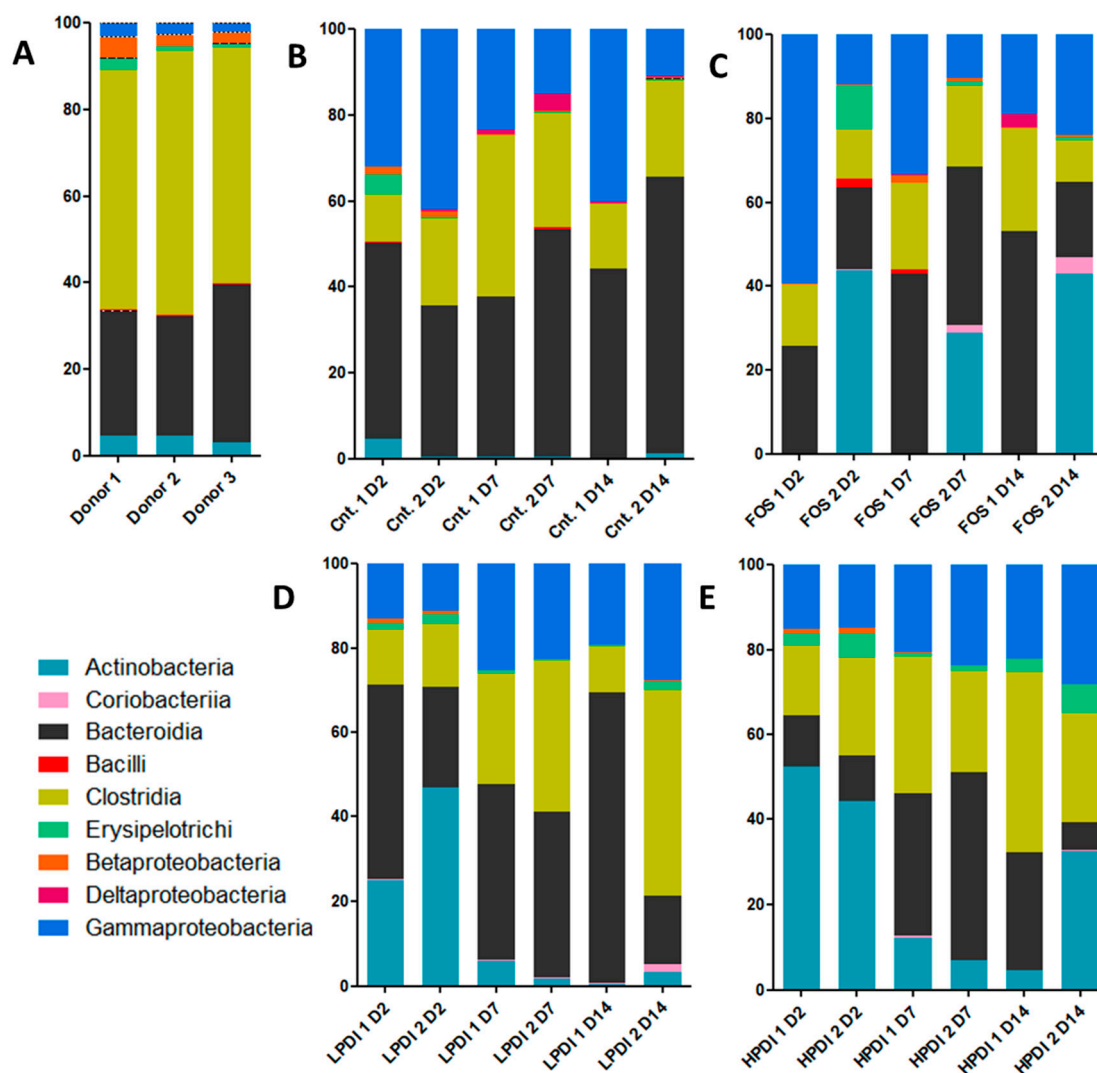 A
100
80
60
40
20
0
Donor 1
Donor 2
Donor 3
B
100
80
60
40
20
0
Cnt. 1 D2
Cnt. 2 D2
Cnt. 1 D7
Cnt. 2 D7
Cnt. 1 D14
Cnt. 2 D14
C
100
80
60
40
20
0
FOS 1 D2
FOS 2 D2
FOS 1 D7
FOS 2 D7
FOS 1 D14
FOS 2 D14
Actinobacteria
Coriobacteriia
Bacteroidia
Bacilli
Clostridia
Erysipelotrichi
Betaproteobacteria
Deltaproteobacteria
Gammaproteobacteria
D
100
80
60
40
20
0
LPDI 1 D2
LPDI 2 D2
LPDI 1 D7
LPDI 2 D7
LPDI 1 D14
LPDI 2 D14
E
100
80
60
40
20
0
HPDI 1 D2
HPDI 2 D2
HPDI 1 D7
HPDI 2 D7
HPDI 1 D14
HPDI 2 D14